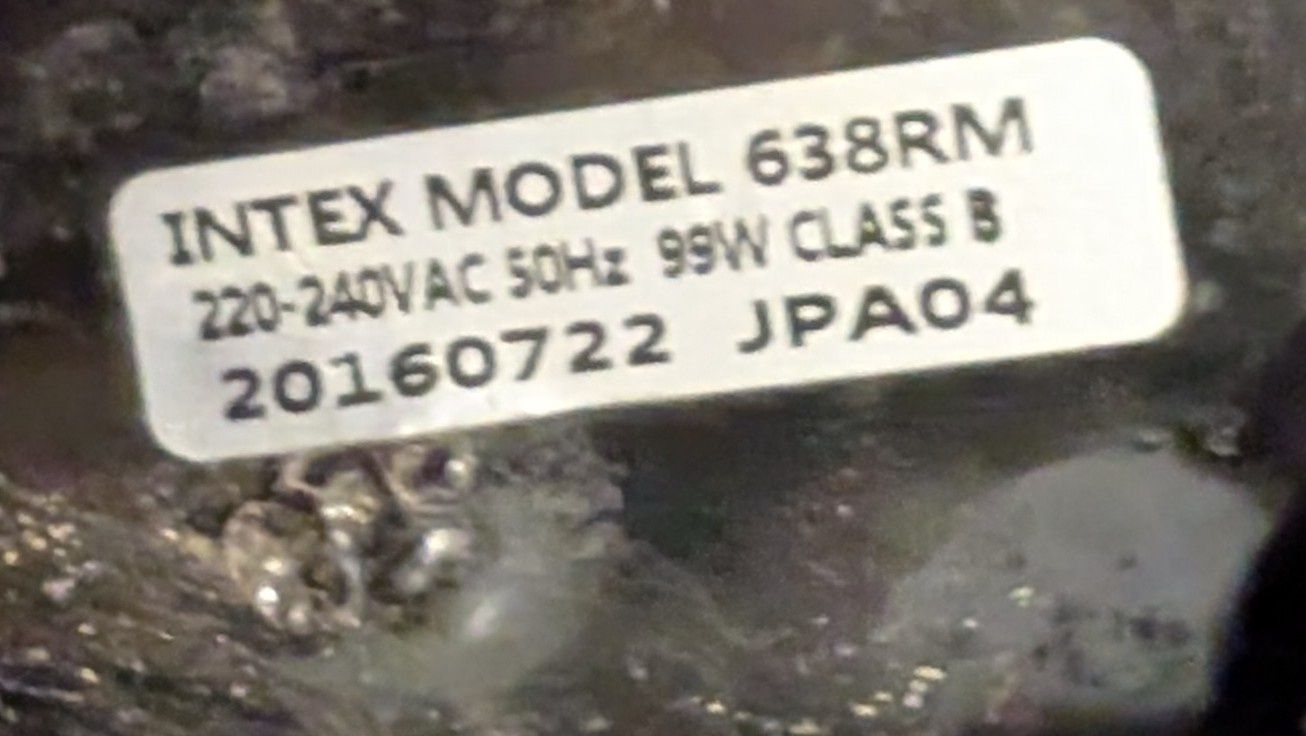 INTEX MODEL 638RM
220-240VAC 50Hz 99W CLASS B
20160722 JPA04